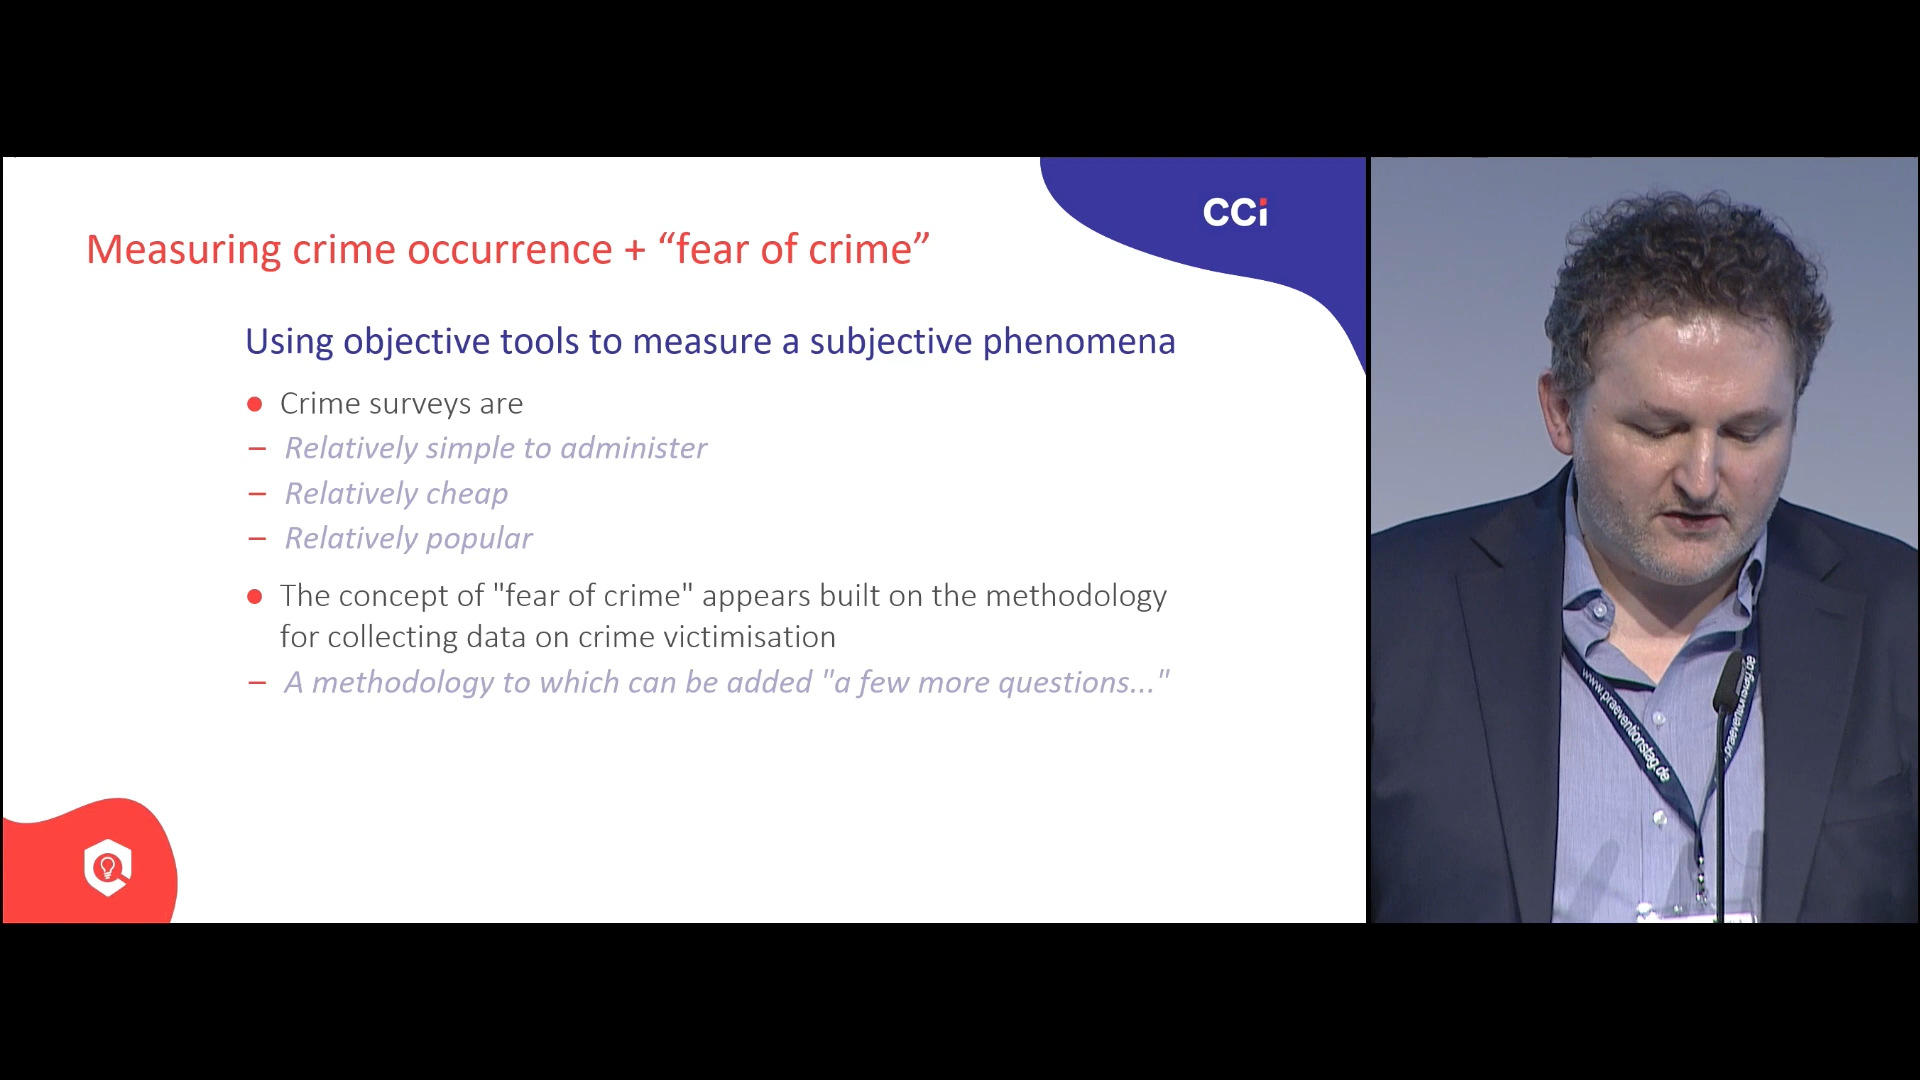 CCi
Measuring crime occurrence + “fear of crime”
Using objective tools to measure a subjective phenomena
● Crime surveys are
– Relatively simple to administer
– Relatively cheap
– Relatively popular
● The concept of "fear of crime" appears built on the methodology
for collecting data on crime victimisation
– A methodology to which can be added "a few more questions..."
www.praeventionstag.de
praeventionstag.de